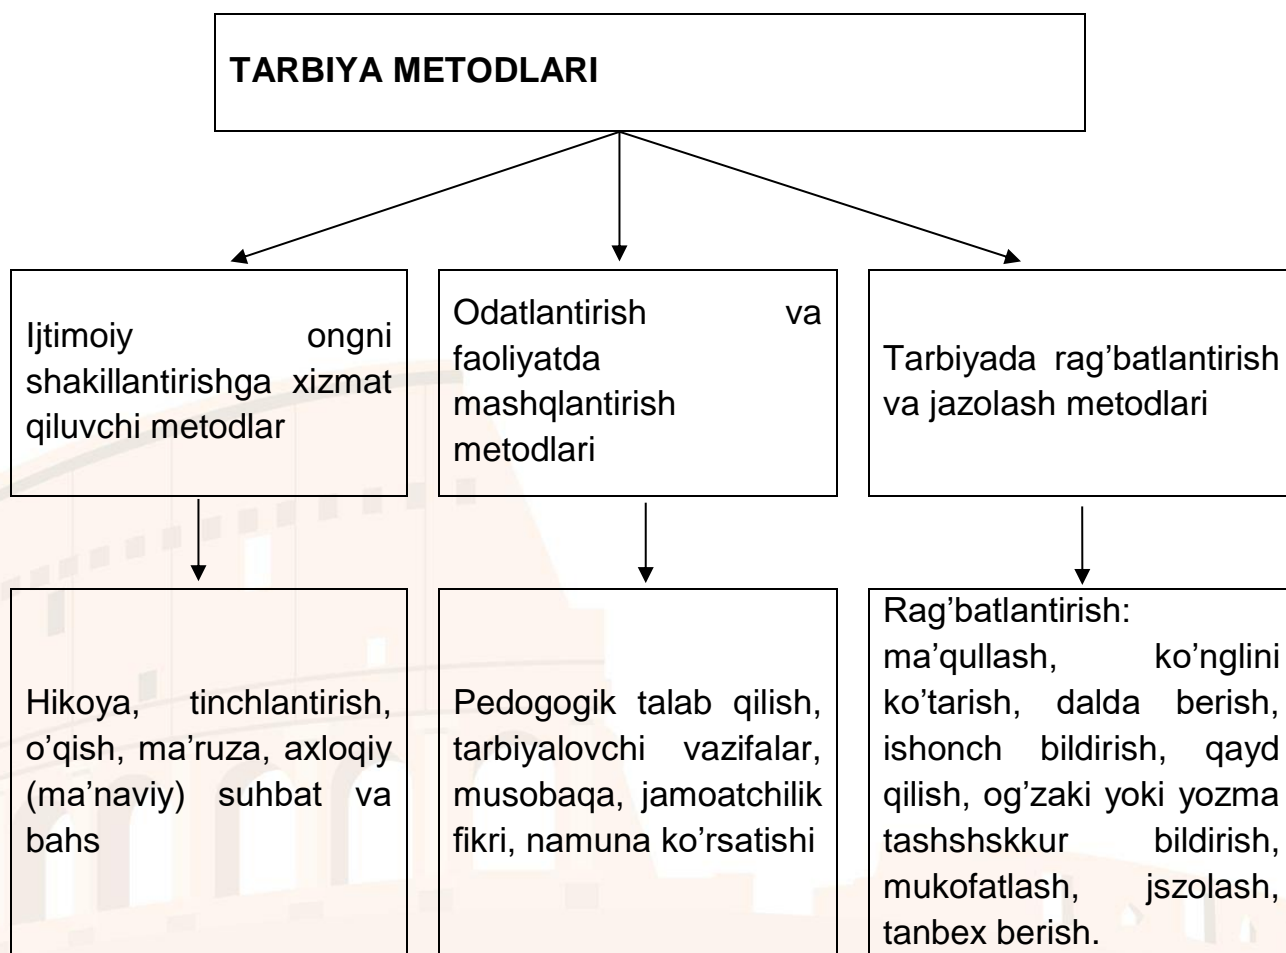 TARBIYA METODLARI
Ijtimoiy ongni
shakillantirishga xizmat
qiluvchi metodlar
Odatlantirish va
faoliyatda
mashqlantirish
metodlari
Tarbiyada rag’batlantirish
va jazolash metodlari
Hikoya, tinchlantirish,
o’qish, ma’ruza, axloqiy
(ma’naviy) suhbat va
bahs
Pedogogik talab qilish,
tarbiyalovchi vazifalar,
musobaqa, jamoatchilik
fikri, namuna ko’rsatishi
Rag’batlantirish:
ma’qullash, ko’nglini
ko’tarish, dalda berish,
ishonch bildirish, qayd
qilish, og’zaki yoki yozma
tashshskkur bildirish,
mukofatlash, jszolash,
tanbex berish.